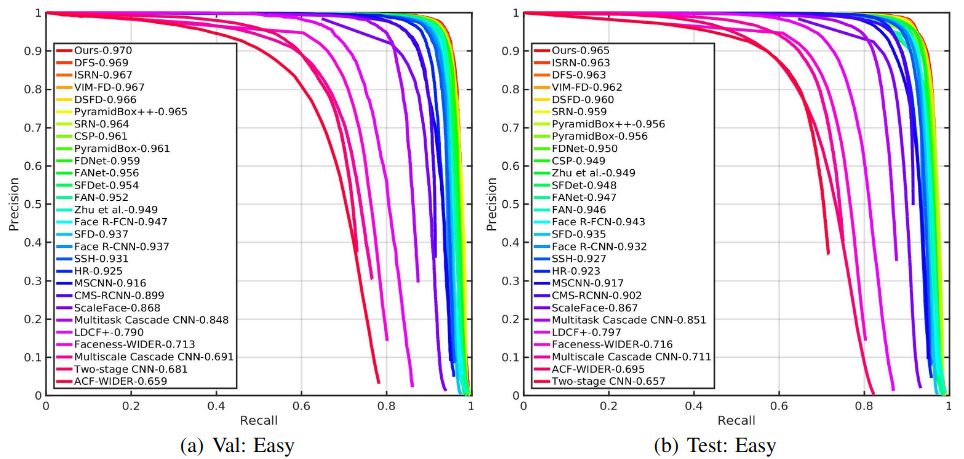 1
0.9
0.8
0.7
0.6
0.5
0.4
0.3
0.2
0.1
0
Precision
Ours-0.970
DFS-0.969
ISRN-0.967
VIM-FD-0.967
DSFD-0.966
PyramidBox++-0.965
SRN-0.964
CSP-0.961
PyramidBox-0.961
FDNet-0.959
FANet-0.956
SFDet-0.954
FAN-0.952
Zhu et al.-0.949
Face R-FCN-0.947
SFD-0.937
Face R-CNN-0.937
SSH-0.931
HR-0.925
MSCNN-0.916
CMS-RCNN-0.899
ScaleFace-0.868
Multitask Cascade CNN-0.848
LDCF+-0.790
Faceness-WIDER-0.713
Multiscale Cascade CNN-0.691
Two-stage CNN-0.681
ACF-WIDER-0.659
0 0.2 0.4 0.6 0.8 1
Recall
(a) Val: Easy
1
0.9
0.8
0.7
0.6
0.5
0.4
0.3
0.2
0.1
0
Precision
Ours-0.965
ISRN-0.963
DFS-0.963
VIM-FD-0.962
DSFD-0.960
SRN-0.959
PyramidBox++-0.956
PyramidBox-0.956
FDNet-0.950
CSP-0.949
Zhu et al.-0.949
SFDet-0.948
FANet-0.947
FAN-0.946
Face R-FCN-0.943
SFD-0.935
Face R-CNN-0.932
SSH-0.927
HR-0.923
MSCNN-0.917
CMS-RCNN-0.902
ScaleFace-0.867
Multitask Cascade CNN-0.851
LDCF+-0.797
Faceness-WIDER-0.716
Multiscale Cascade CNN-0.711
ACF-WIDER-0.695
Two-stage CNN-0.657
0 0.2 0.4 0.6 0.8 1
Recall
(b) Test: Easy